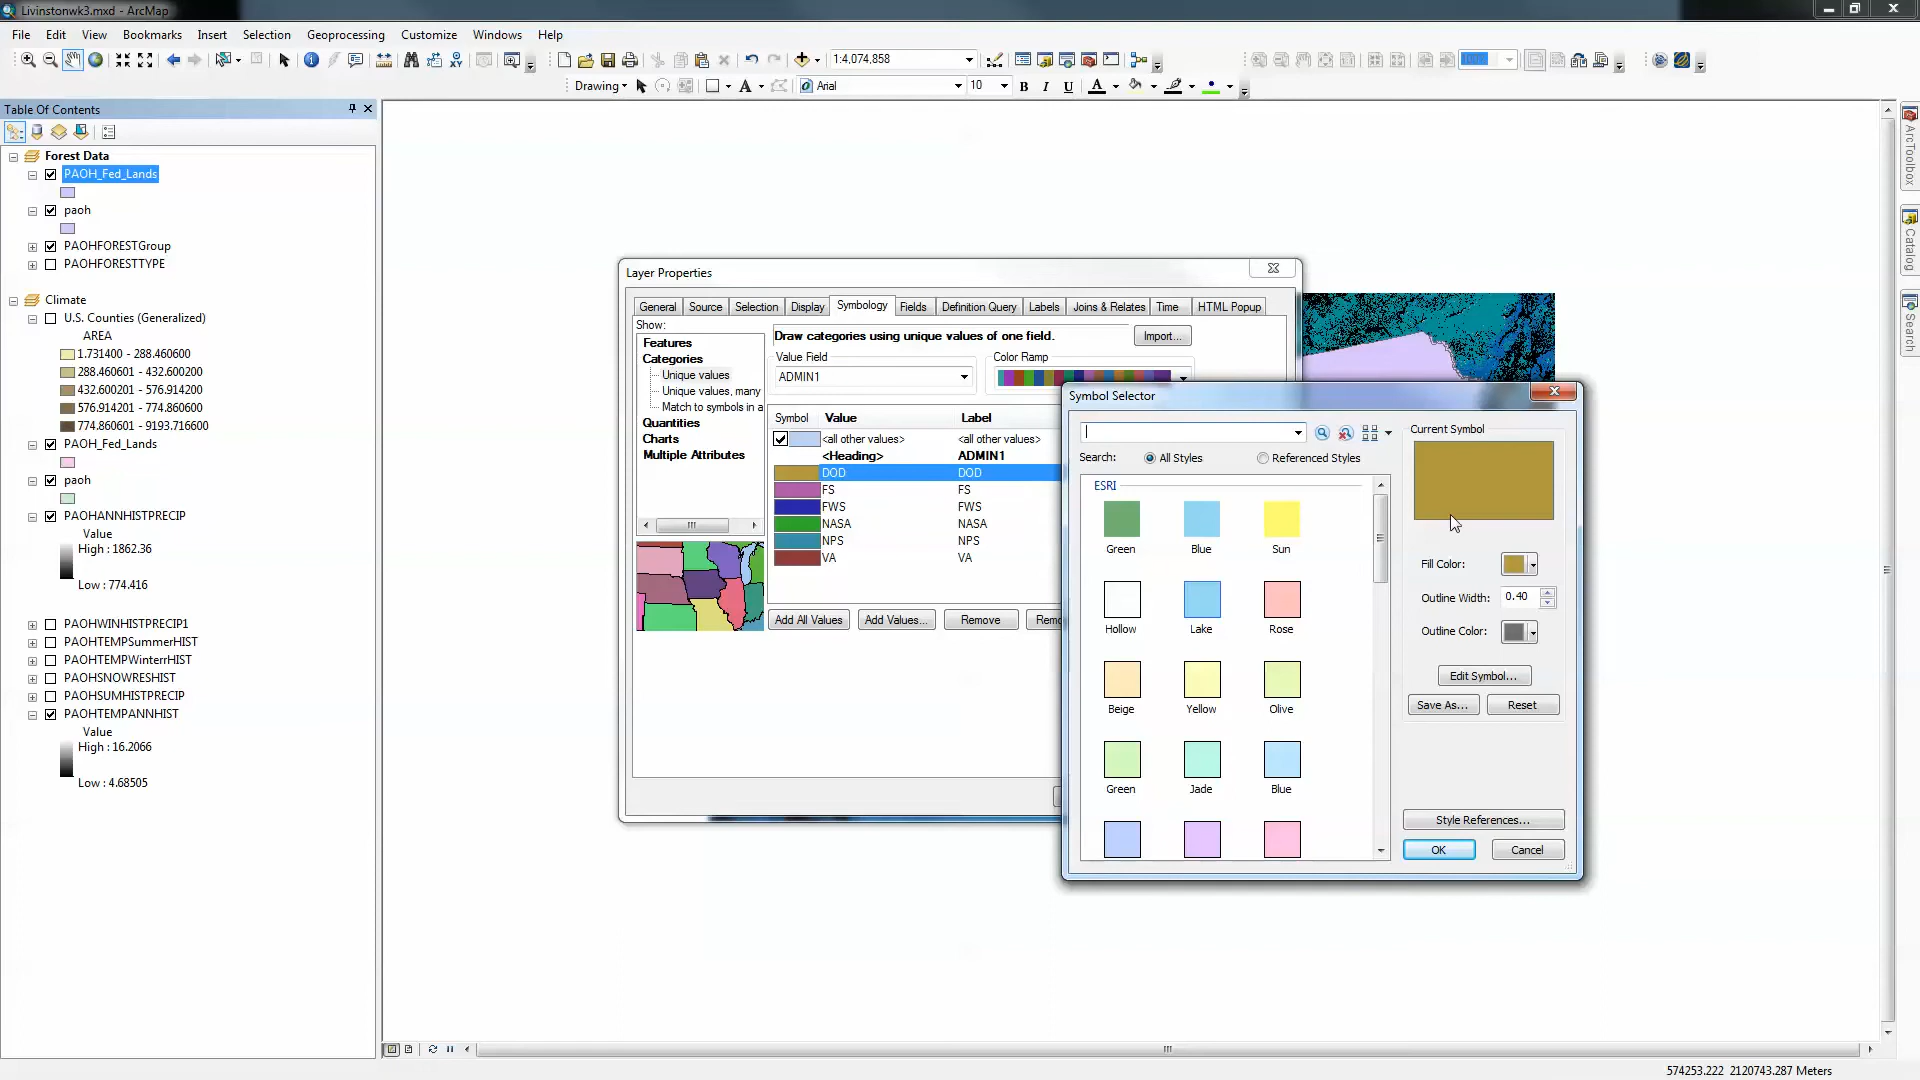 Livinstonwk3.mxd - ArcMap
File Edit View Bookmarks Insert Selection Geoprocessing Customize Windows Help
1:4,074,858
Drawing Arial 10 B I U A
Table Of Contents
Forest Data
PAOH_Fed_Lands
paoh
PAOHFORESTGroup
PAOHFORESTTYPE
Climate
U.S. Counties (Generalized)
AREA
1.731400 - 288.460600
288.460601 - 432.600200
432.600201 - 576.914200
576.914201 - 774.860600
774.860601 - 9193.716600
PAOH_Fed_Lands
paoh
PAOHANNHISTPRECIP
Value
High : 1862.36
Low : 774.416
PAOHWINHISTPRECIP1
PAOHTEMPSummerHIST
PAOHTEMPWinterrHIST
PAOHSNOWRESHIST
PAOHSUMHISTPRECIP
PAOHTEMPANNHIST
Value
High : 16.2066
Low : 4.68505
Layer Properties
General Source Selection Display Symbology Fields Definition Query Labels Joins & Relates Time HTML Popup
Show:
Features
Categories
Unique values
Unique values, many
Match to symbols in a
Quantities
Charts
Multiple Attributes
Draw categories using unique values of one field.
Import...
Value Field
ADMIN1
Color Ramp
Symbol Value Label
<all other values> <all other values>
<Heading> ADMIN1
DOD DOD
FS FS
FWS FWS
NASA NASA
NPS NPS
VA VA
Add All Values Add Values... Remove Remo
Symbol Selector
Search: All Styles Referenced Styles
ESRI
Green Blue Sun
Hollow Lake Rose
Beige Yellow Olive
Green Jade Blue
Current Symbol
Fill Color:
Outline Width: 0.40
Outline Color:
Edit Symbol...
Save As... Reset
Style References...
OK Cancel
ArcToolbox
Catalog
Search
574253.222 2120743.287 Meters